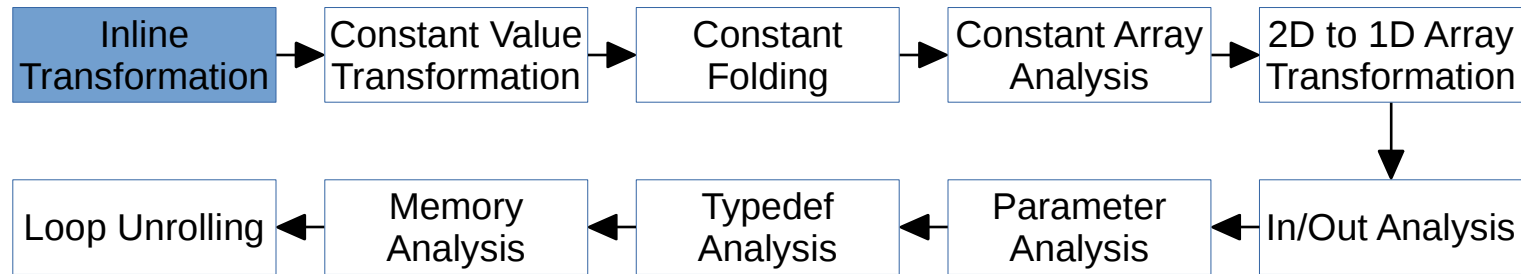 Inline
Transformation
Constant Value
Transformation
Constant
Folding
Constant Array
Analysis
2D to 1D Array
Transformation
Loop Unrolling
Memory
Analysis
Typedef
Analysis
Parameter
Analysis
In/Out Analysis